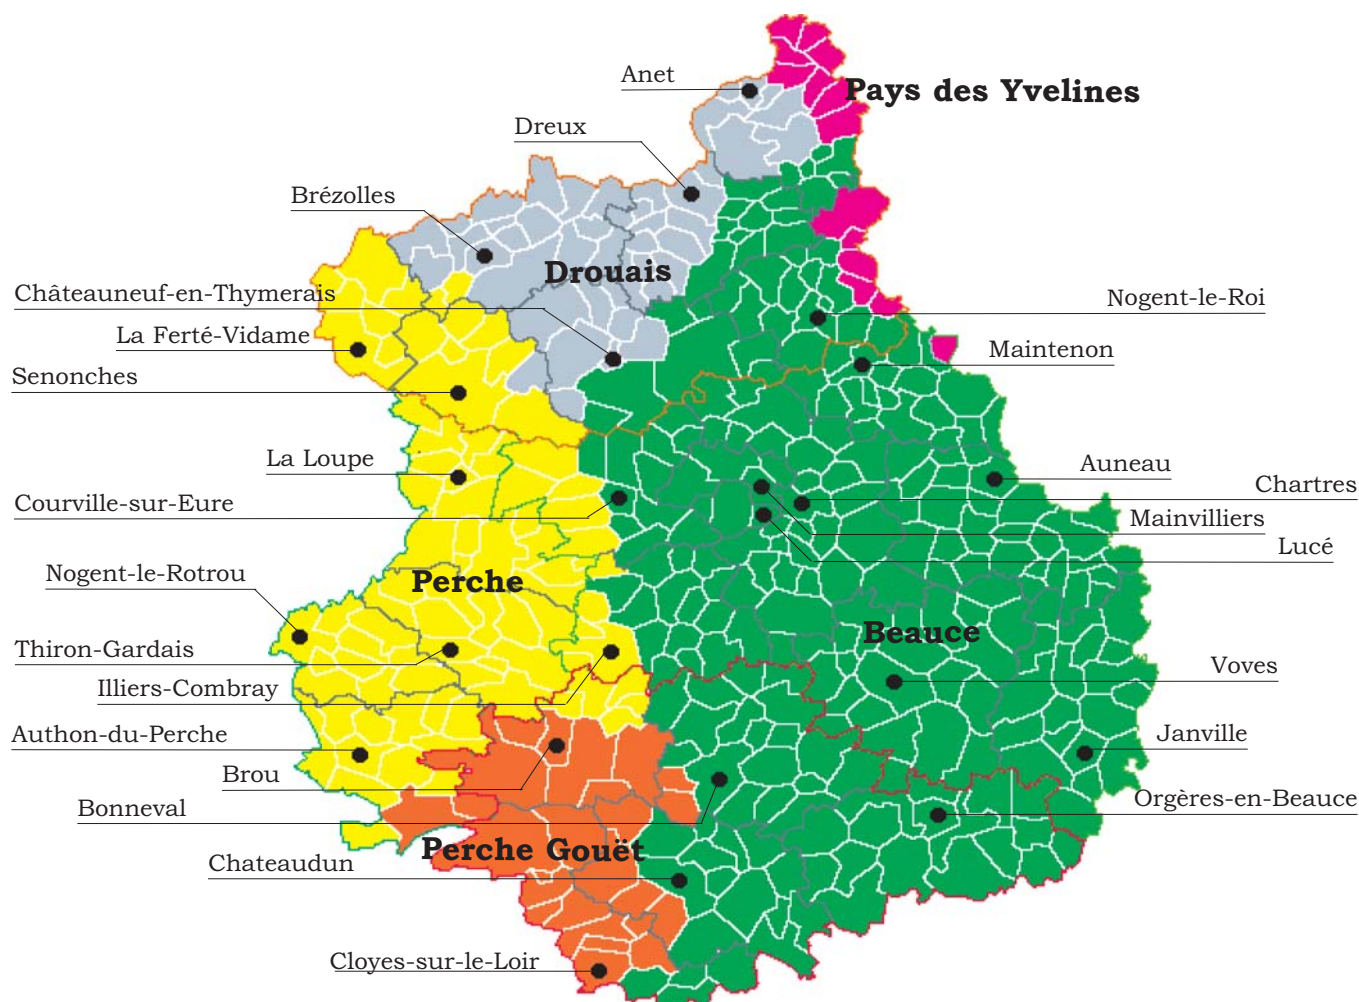 Anet
Pays des Yvelines
Dreux
Brézolles
Drouais
Châteauneuf-en-Thymerais
Nogent-le-Roi
La Ferté-Vidame
Maintenon
Senonches
La Loupe
Auneau
Chartres
Courville-sur-Eure
Mainvilliers
Lucé
Nogent-le-Rotrou
Perche
Beauce
Thiron-Gardais
Voves
Illiers-Combray
Authon-du-Perche
Janville
Brou
Bonneval
Orgères-en-Beauce
Perche Gouët
Chateaudun
Cloyes-sur-le-Loir